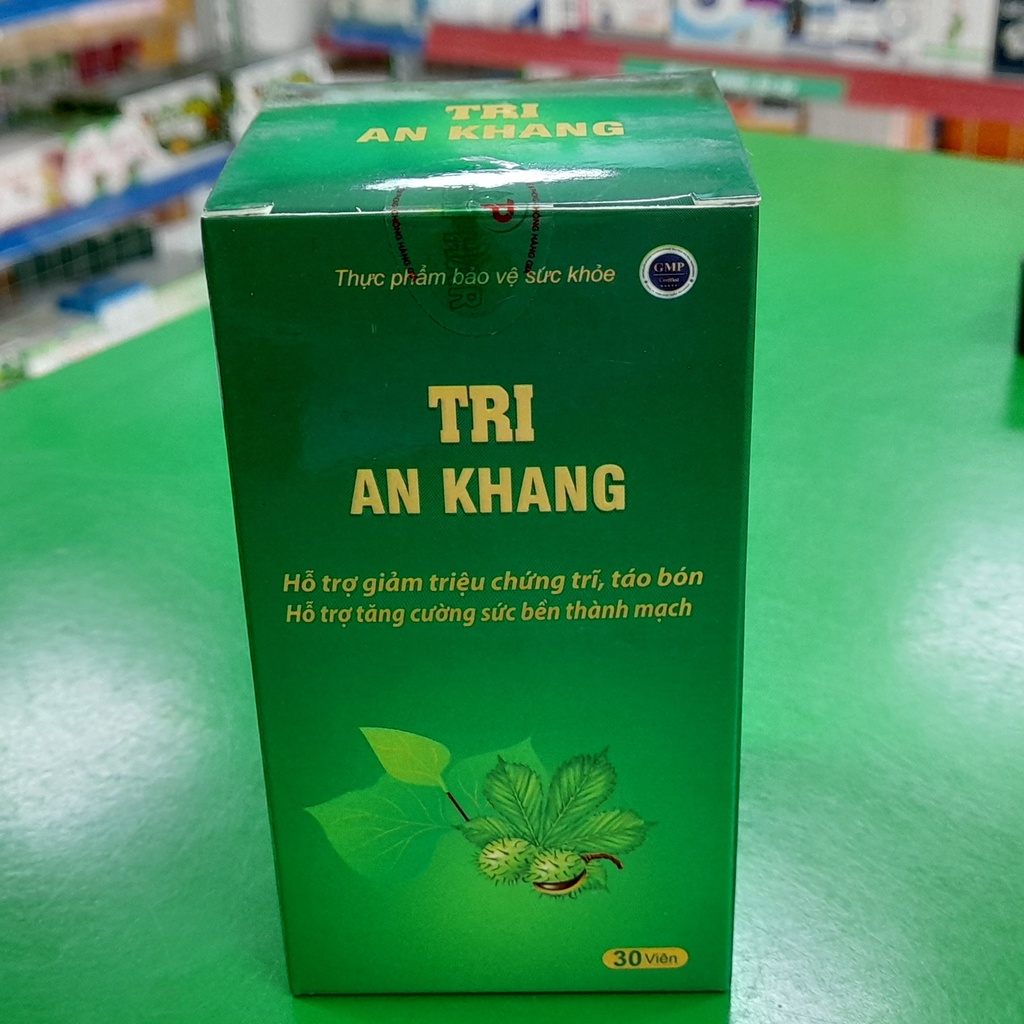 TRI
AN KHANG
Thực phẩm bảo vệ sức khỏe
GMP
TRI
AN KHANG
Hỗ trợ giảm triệu chứng trĩ, táo bón
Hỗ trợ tăng cường sức bền thành mạch
30 Viên